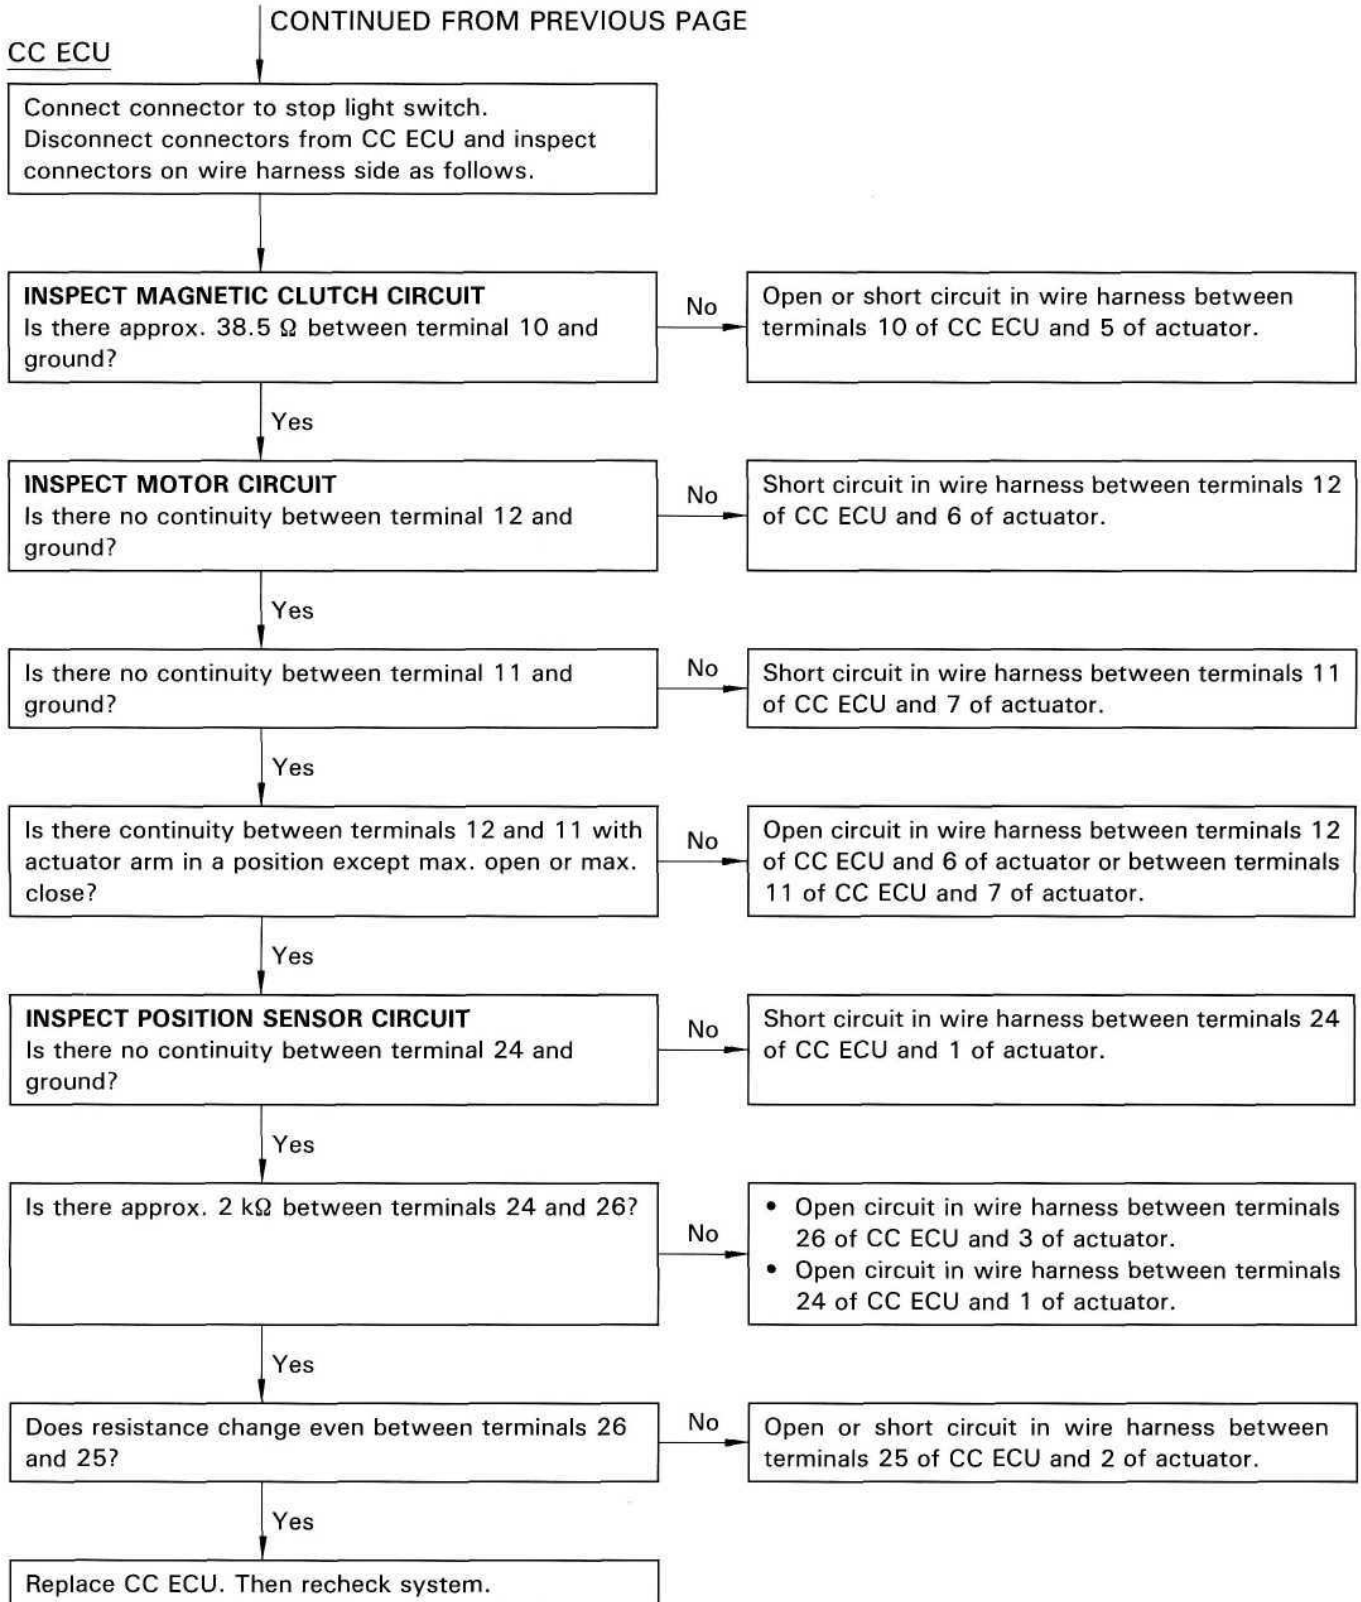 CONTINUED FROM PREVIOUS PAGE
CC ECU
Connect connector to stop light switch.
Disconnect connectors from CC ECU and inspect
connectors on wire harness side as follows.
INSPECT MAGNETIC CLUTCH CIRCUIT
Is there approx. 38.5 Ω between terminal 10 and
ground?
No
Open or short circuit in wire harness between
terminals 10 of CC ECU and 5 of actuator.
Yes
INSPECT MOTOR CIRCUIT
Is there no continuity between terminal 12 and
ground?
No
Short circuit in wire harness between terminals 12
of CC ECU and 6 of actuator.
Yes
Is there no continuity between terminal 11 and
ground?
No
Short circuit in wire harness between terminals 11
of CC ECU and 7 of actuator.
Yes
Is there continuity between terminals 12 and 11 with
actuator arm in a position except max. open or max.
close?
No
Open circuit in wire harness between terminals 12
of CC ECU and 6 of actuator or between terminals
11 of CC ECU and 7 of actuator.
Yes
INSPECT POSITION SENSOR CIRCUIT
Is there no continuity between terminal 24 and
ground?
No
Short circuit in wire harness between terminals 24
of CC ECU and 1 of actuator.
Yes
Is there approx. 2 kΩ between terminals 24 and 26?
No
• Open circuit in wire harness between terminals
26 of CC ECU and 3 of actuator.
• Open circuit in wire harness between terminals
24 of CC ECU and 1 of actuator.
Yes
Does resistance change even between terminals 26
and 25?
No
Open or short circuit in wire harness between
terminals 25 of CC ECU and 2 of actuator.
Yes
Replace CC ECU. Then recheck system.